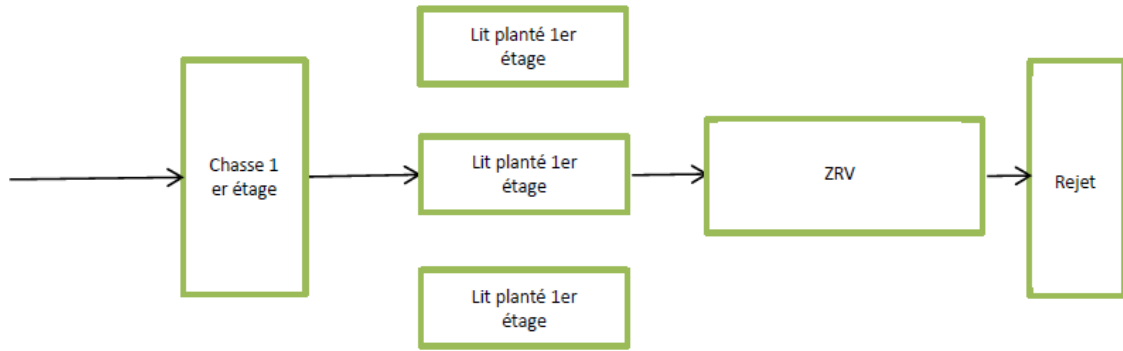 Lit planté 1er
étage
Chasse 1
er étage
Lit planté 1er
étage
ZRV
Rejet
Lit planté 1er
étage